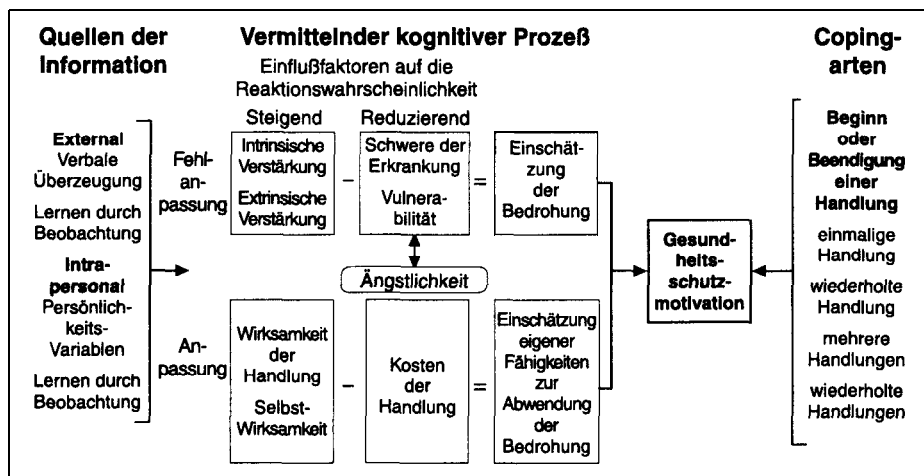 Quellen der
Information
Vermittelnder kognitiver Prozeß
Einflußfaktoren auf die
Reaktionswahrscheinlichkeit
Coping-
arten
Steigend
Reduzierend
External
Verbale
Überzeugung
Lernen durch
Beobachtung
Intra-
personal
Persönlich-
keits-
Variablen
Lernen durch
Beobachtung
Fehl-
an-
passung
Intrinsische
Verstärkung
Extrinsische
Verstärkung
–
Schwere der
Erkrankung
Vulnera-
bilität
=
Einschät-
zung
der
Bedrohung
Ängstlichkeit
An-
passung
Wirksamkeit
der
Handlung
Selbst-
Wirksamkeit
–
Kosten
der
Handlung
=
Einschätzung
eigener
Fähigkeiten
zur
Abwendung
der
Bedrohung
Gesund-
heits-
schutz-
motivation
Beginn
oder
Beendigung
einer
Handlung
einmalige
Handlung
wiederholte
Handlung
mehrere
Handlungen
wiederholte
Handlungen